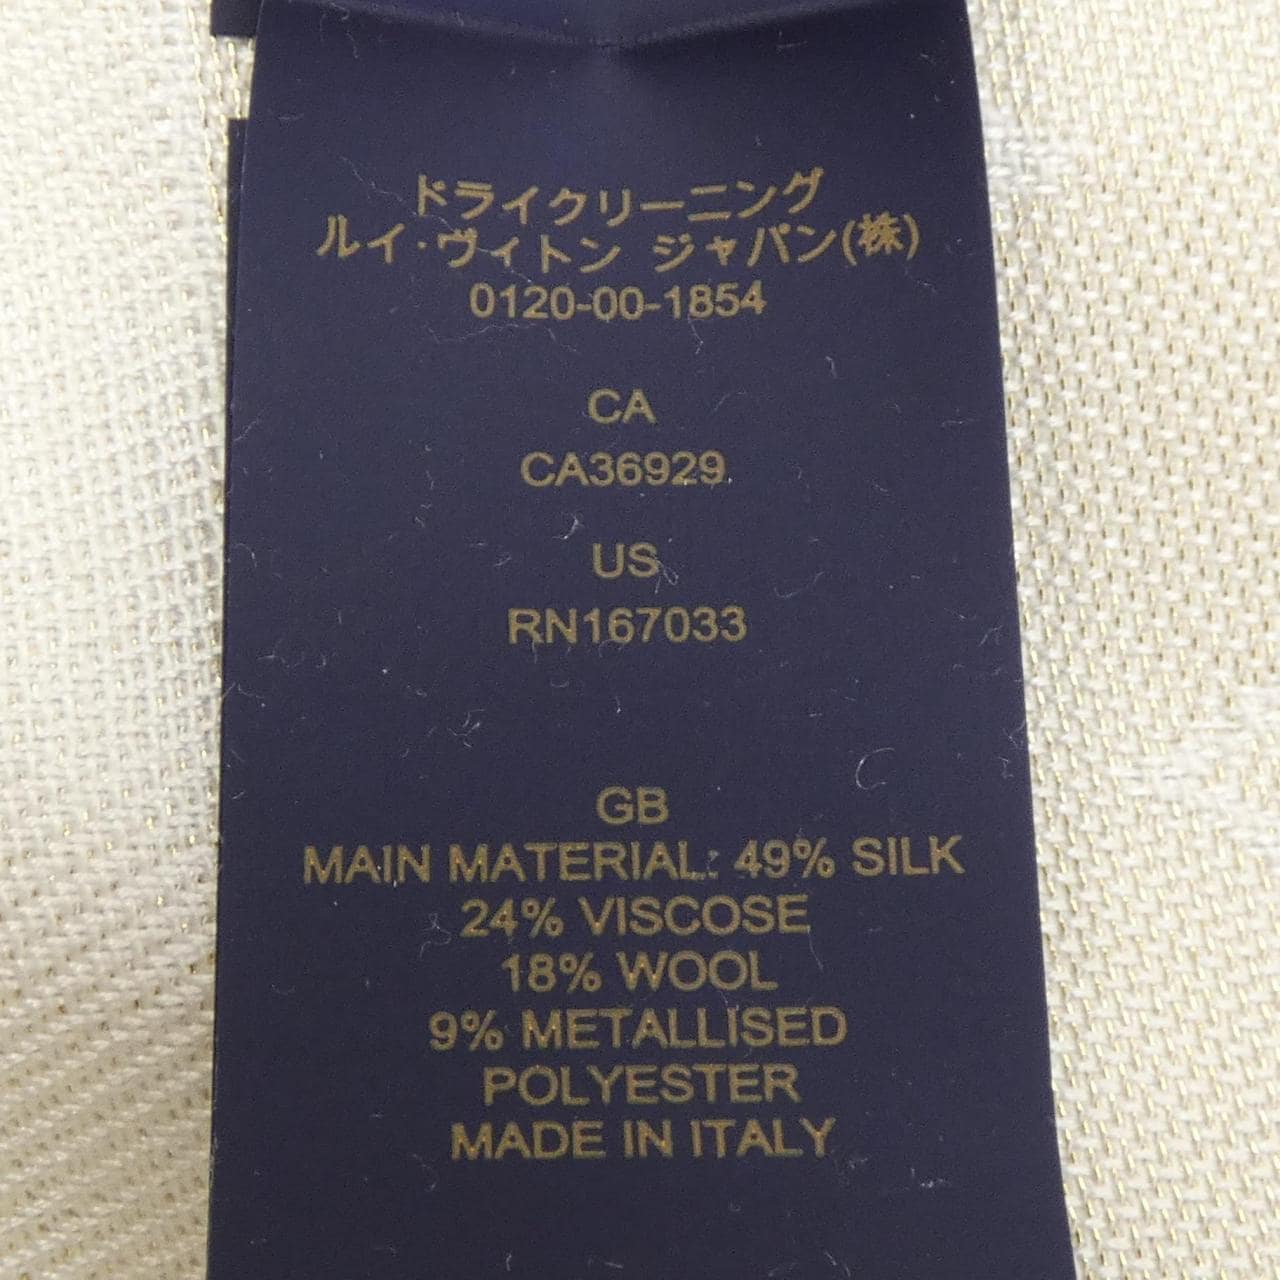 ドライクリーニング
ルイ・ヴィトン ジャパン(株)
0120-00-1854
CA
CA36929
US
RN167033
GB
MAIN MATERIAL: 49% SILK
24% VISCOSE
18% WOOL
9% METALLISED
POLYESTER
MADE IN ITALY